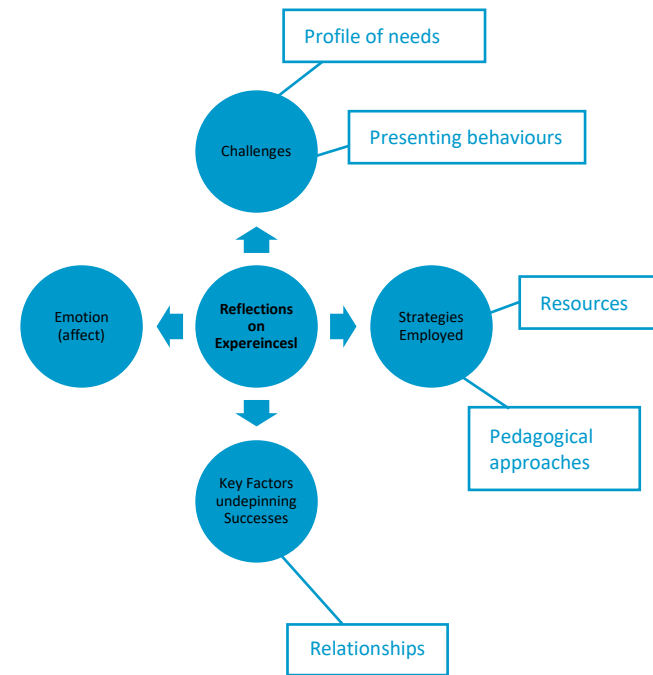 Profile of needs
Challenges
Presenting behaviours
Emotion
(affect)
Reflections
on
Expereincesl
Strategies
Employed
Resources
Pedagogical
approaches
Key Factors
undepinning
Successes
Relationships